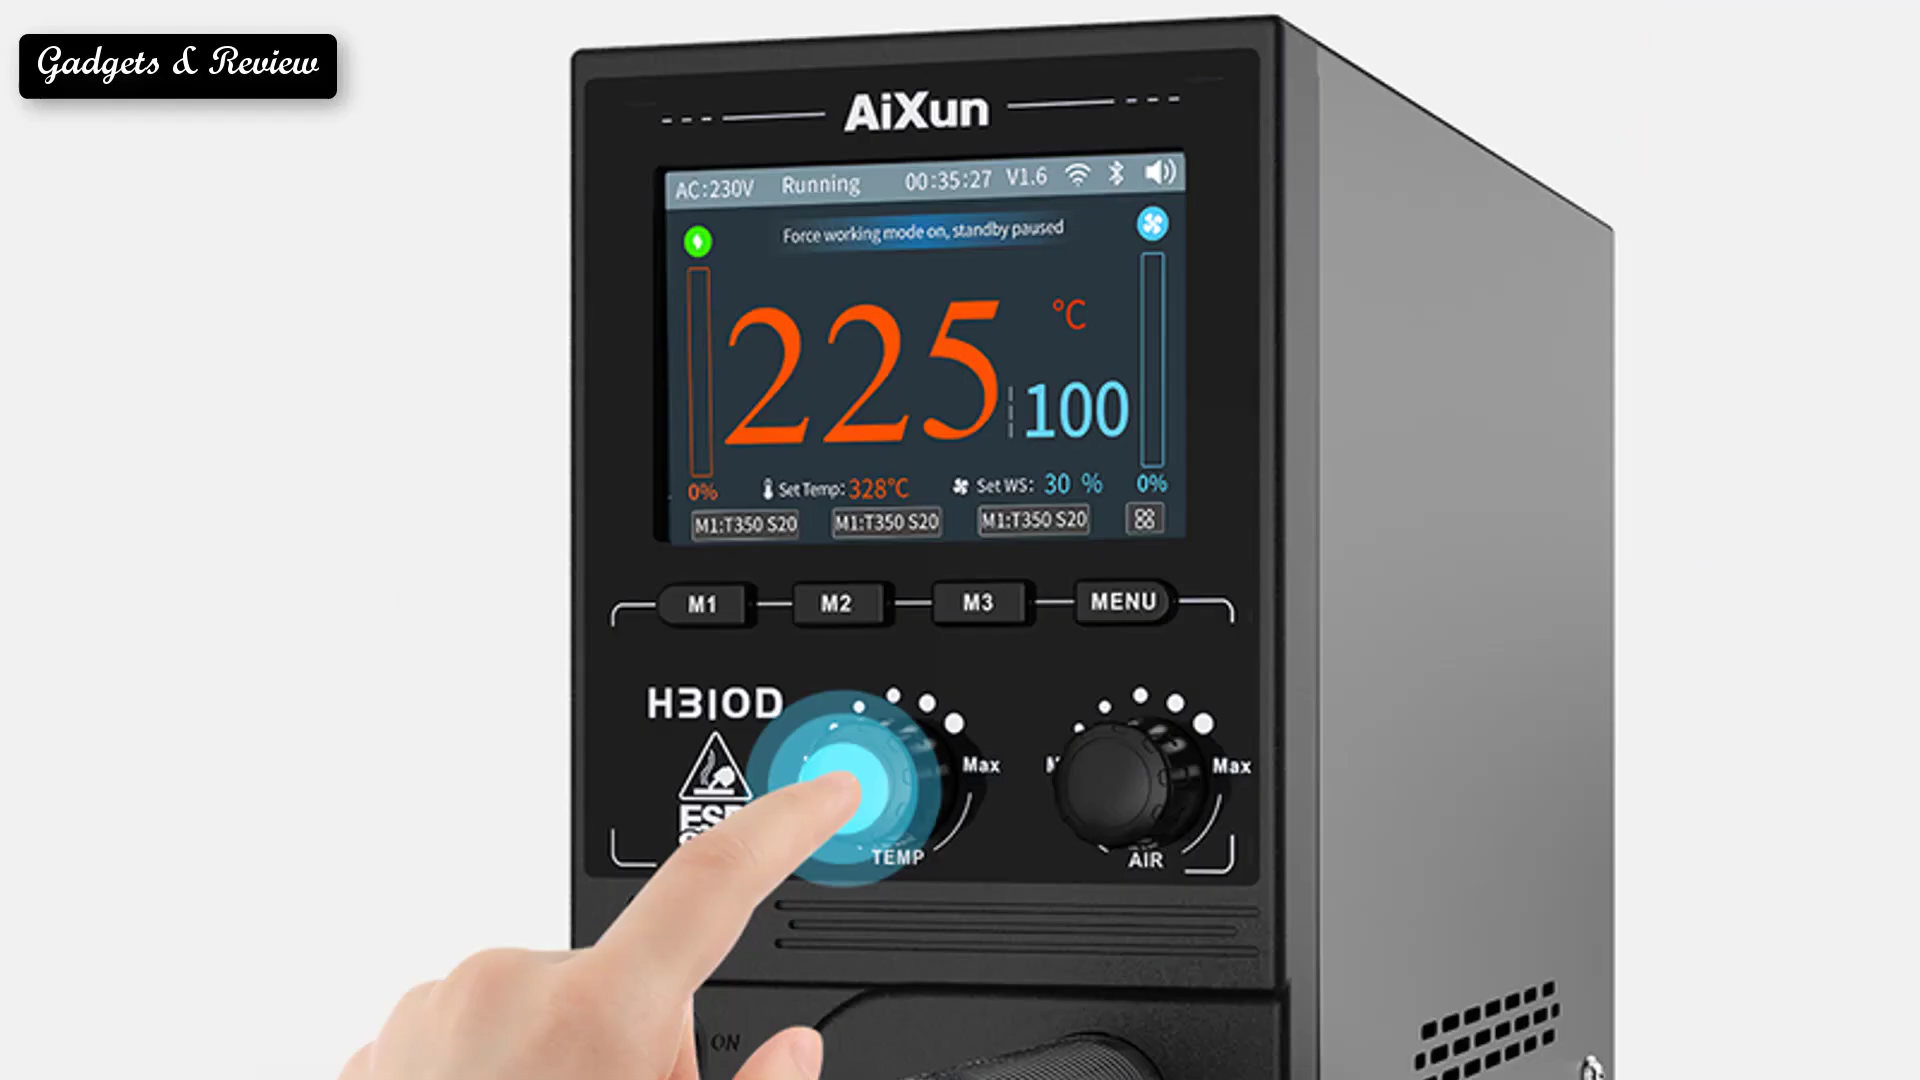 Gadgets & Review
AiXun
AC:230V Running 00:35:27 V1.6
Force working mode on, standby paused
225 °C
100
0% Set Temp: 328°C Set WS: 30 % 0%
M1:T350 S20 M1:T350 S20 M1:T350 S20
M1 M2 M3 MENU
H310D
Max Max
TEMP AIR
ON